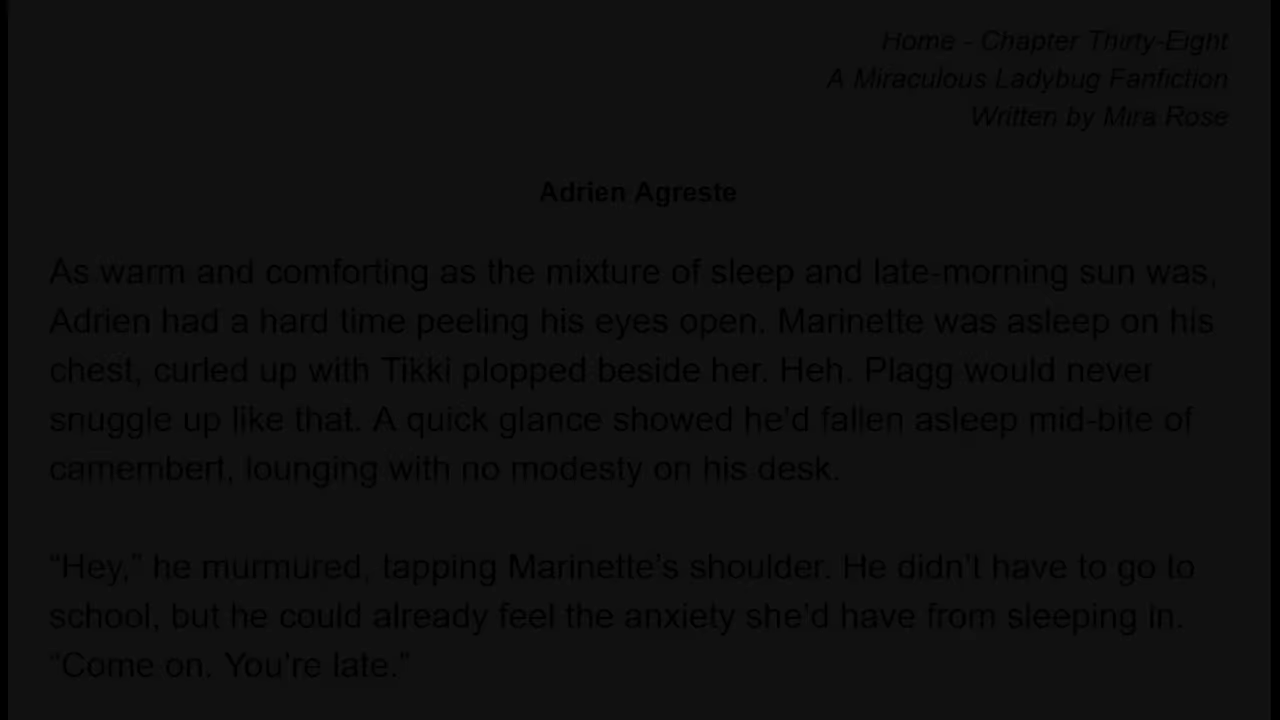 Home - Chapter Thirty-Eight
A Miraculous Ladybug Fanfiction
Written by Mira Rose
Adrien Agreste
As warm and comforting as the mixture of sleep and late-morning sun was,
Adrien had a hard time peeling his eyes open. Marinette was asleep on his
chest, curled up with Tikki plopped beside her. Heh. Plagg would never
snuggle up like that. A quick glance showed he’d fallen asleep mid-bite of
camembert, lounging with no modesty on his desk.
“Hey,” he murmured, tapping Marinette’s shoulder. He didn’t have to go to
school, but he could already feel the anxiety she’d have from sleeping in.
“Come on. You’re late.”